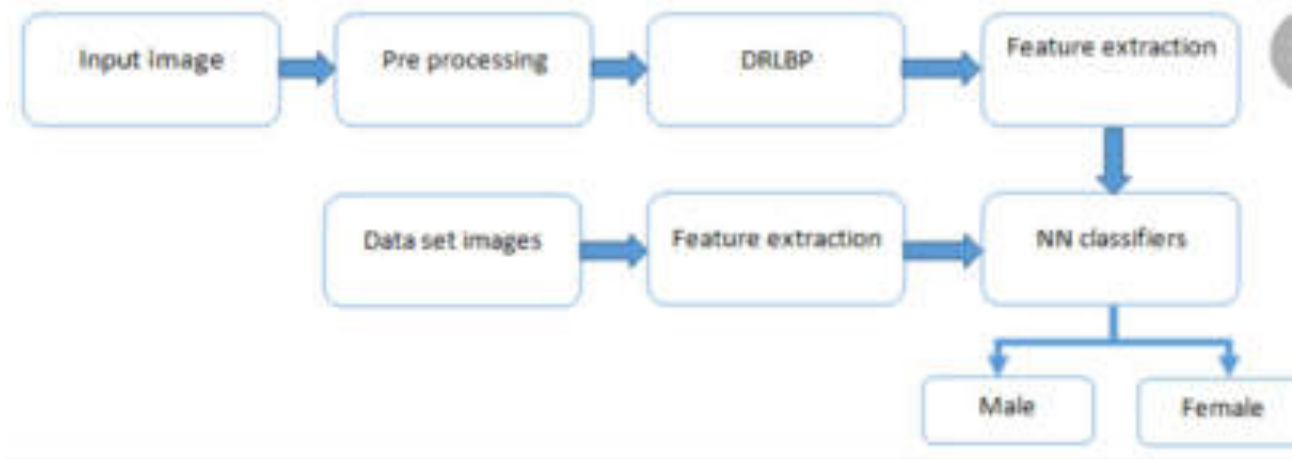 Input Image
Pre processing
DRLBP
Feature extraction
Data set images
Feature extraction
NN classifiers
Male
Female